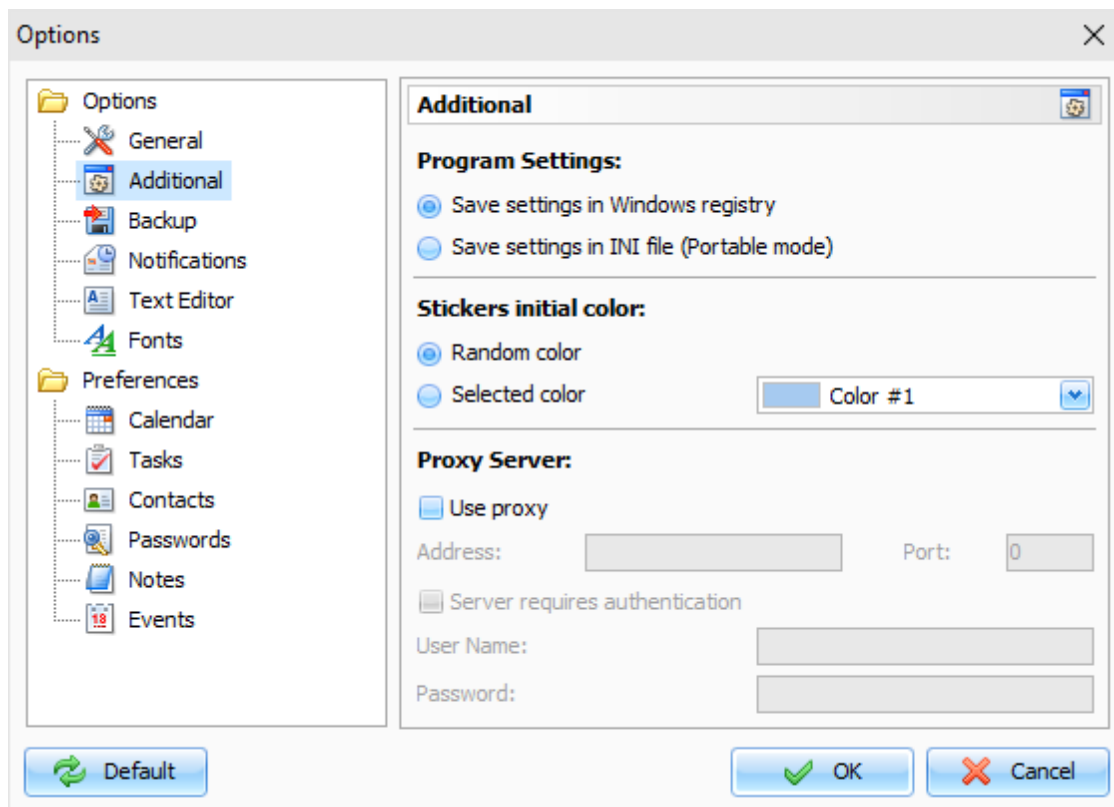 Options
Options
General
Additional
Backup
Notifications
Text Editor
Fonts
Preferences
Calendar
Tasks
Contacts
Passwords
Notes
18
Events
Additional
Program Settings:
Save settings in Windows registry
Save settings in INI file (Portable mode)
Stickers initial color:
Random color
Selected color Color #1
Proxy Server:
Use proxy
Address: Port: 0
Server requires authentication
User Name:
Password:
Default OK Cancel